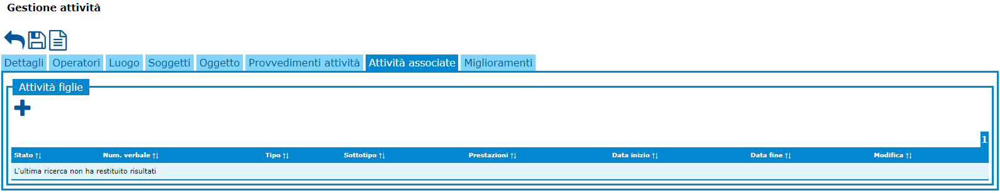 Gestione attività
Dettagli Operatori Luogo Soggetti Oggetto Provvedimenti attività Attività associate Miglioramenti
Attività figlie
1
Stato ↑↓ Num. verbale ↑↓ Tipo ↑↓ Sottotipo ↑↓ Prestazioni ↑↓ Data inizio ↑↓ Data fine ↑↓ Modifica ↑↓
L'ultima ricerca non ha restituito risultati